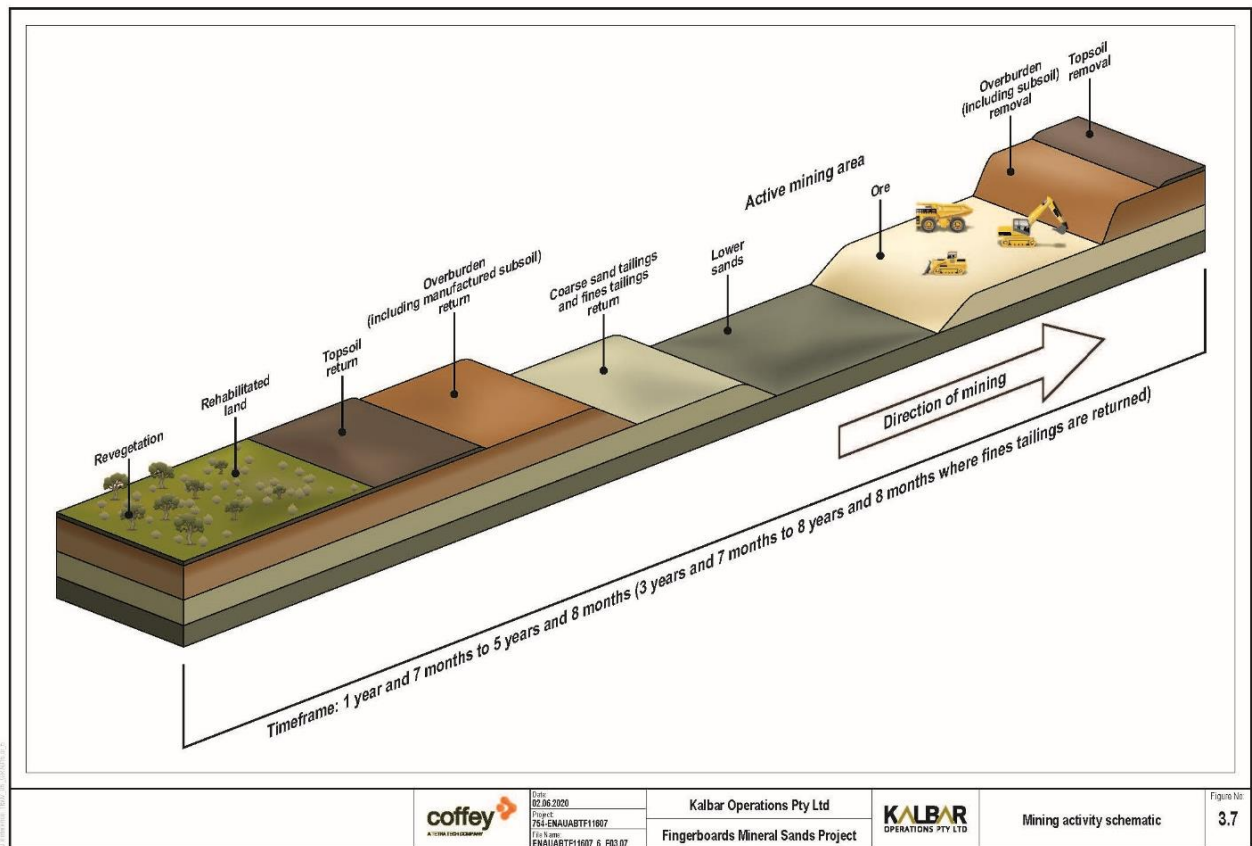 Topsoil
removal
Overburden
(including subsoil)
removal
Active mining area
Ore
Lower
sands
Coarse sand tailings
and fines tailings
return
Overburden
(including manufactured subsoil)
return
Topsoil
return
Rehabilitated
land
Revegetation
Direction of mining
Timeframe: 1 year and 7 months to 5 years and 8 months (3 years and 7 months to 8 years and 8 months where fines tailings are returned)
coffey
A TETRA TECH COMPANY
Date:
02.06.2020
Project:
754-ENAUABTF11607
File Name:
ENAUABTF11607_6_F03.07
Kalbar Operations Pty Ltd
Fingerboards Mineral Sands Project
KALBAR
OPERATIONS PTY LTD
Mining activity schematic
Figure No:
3.7